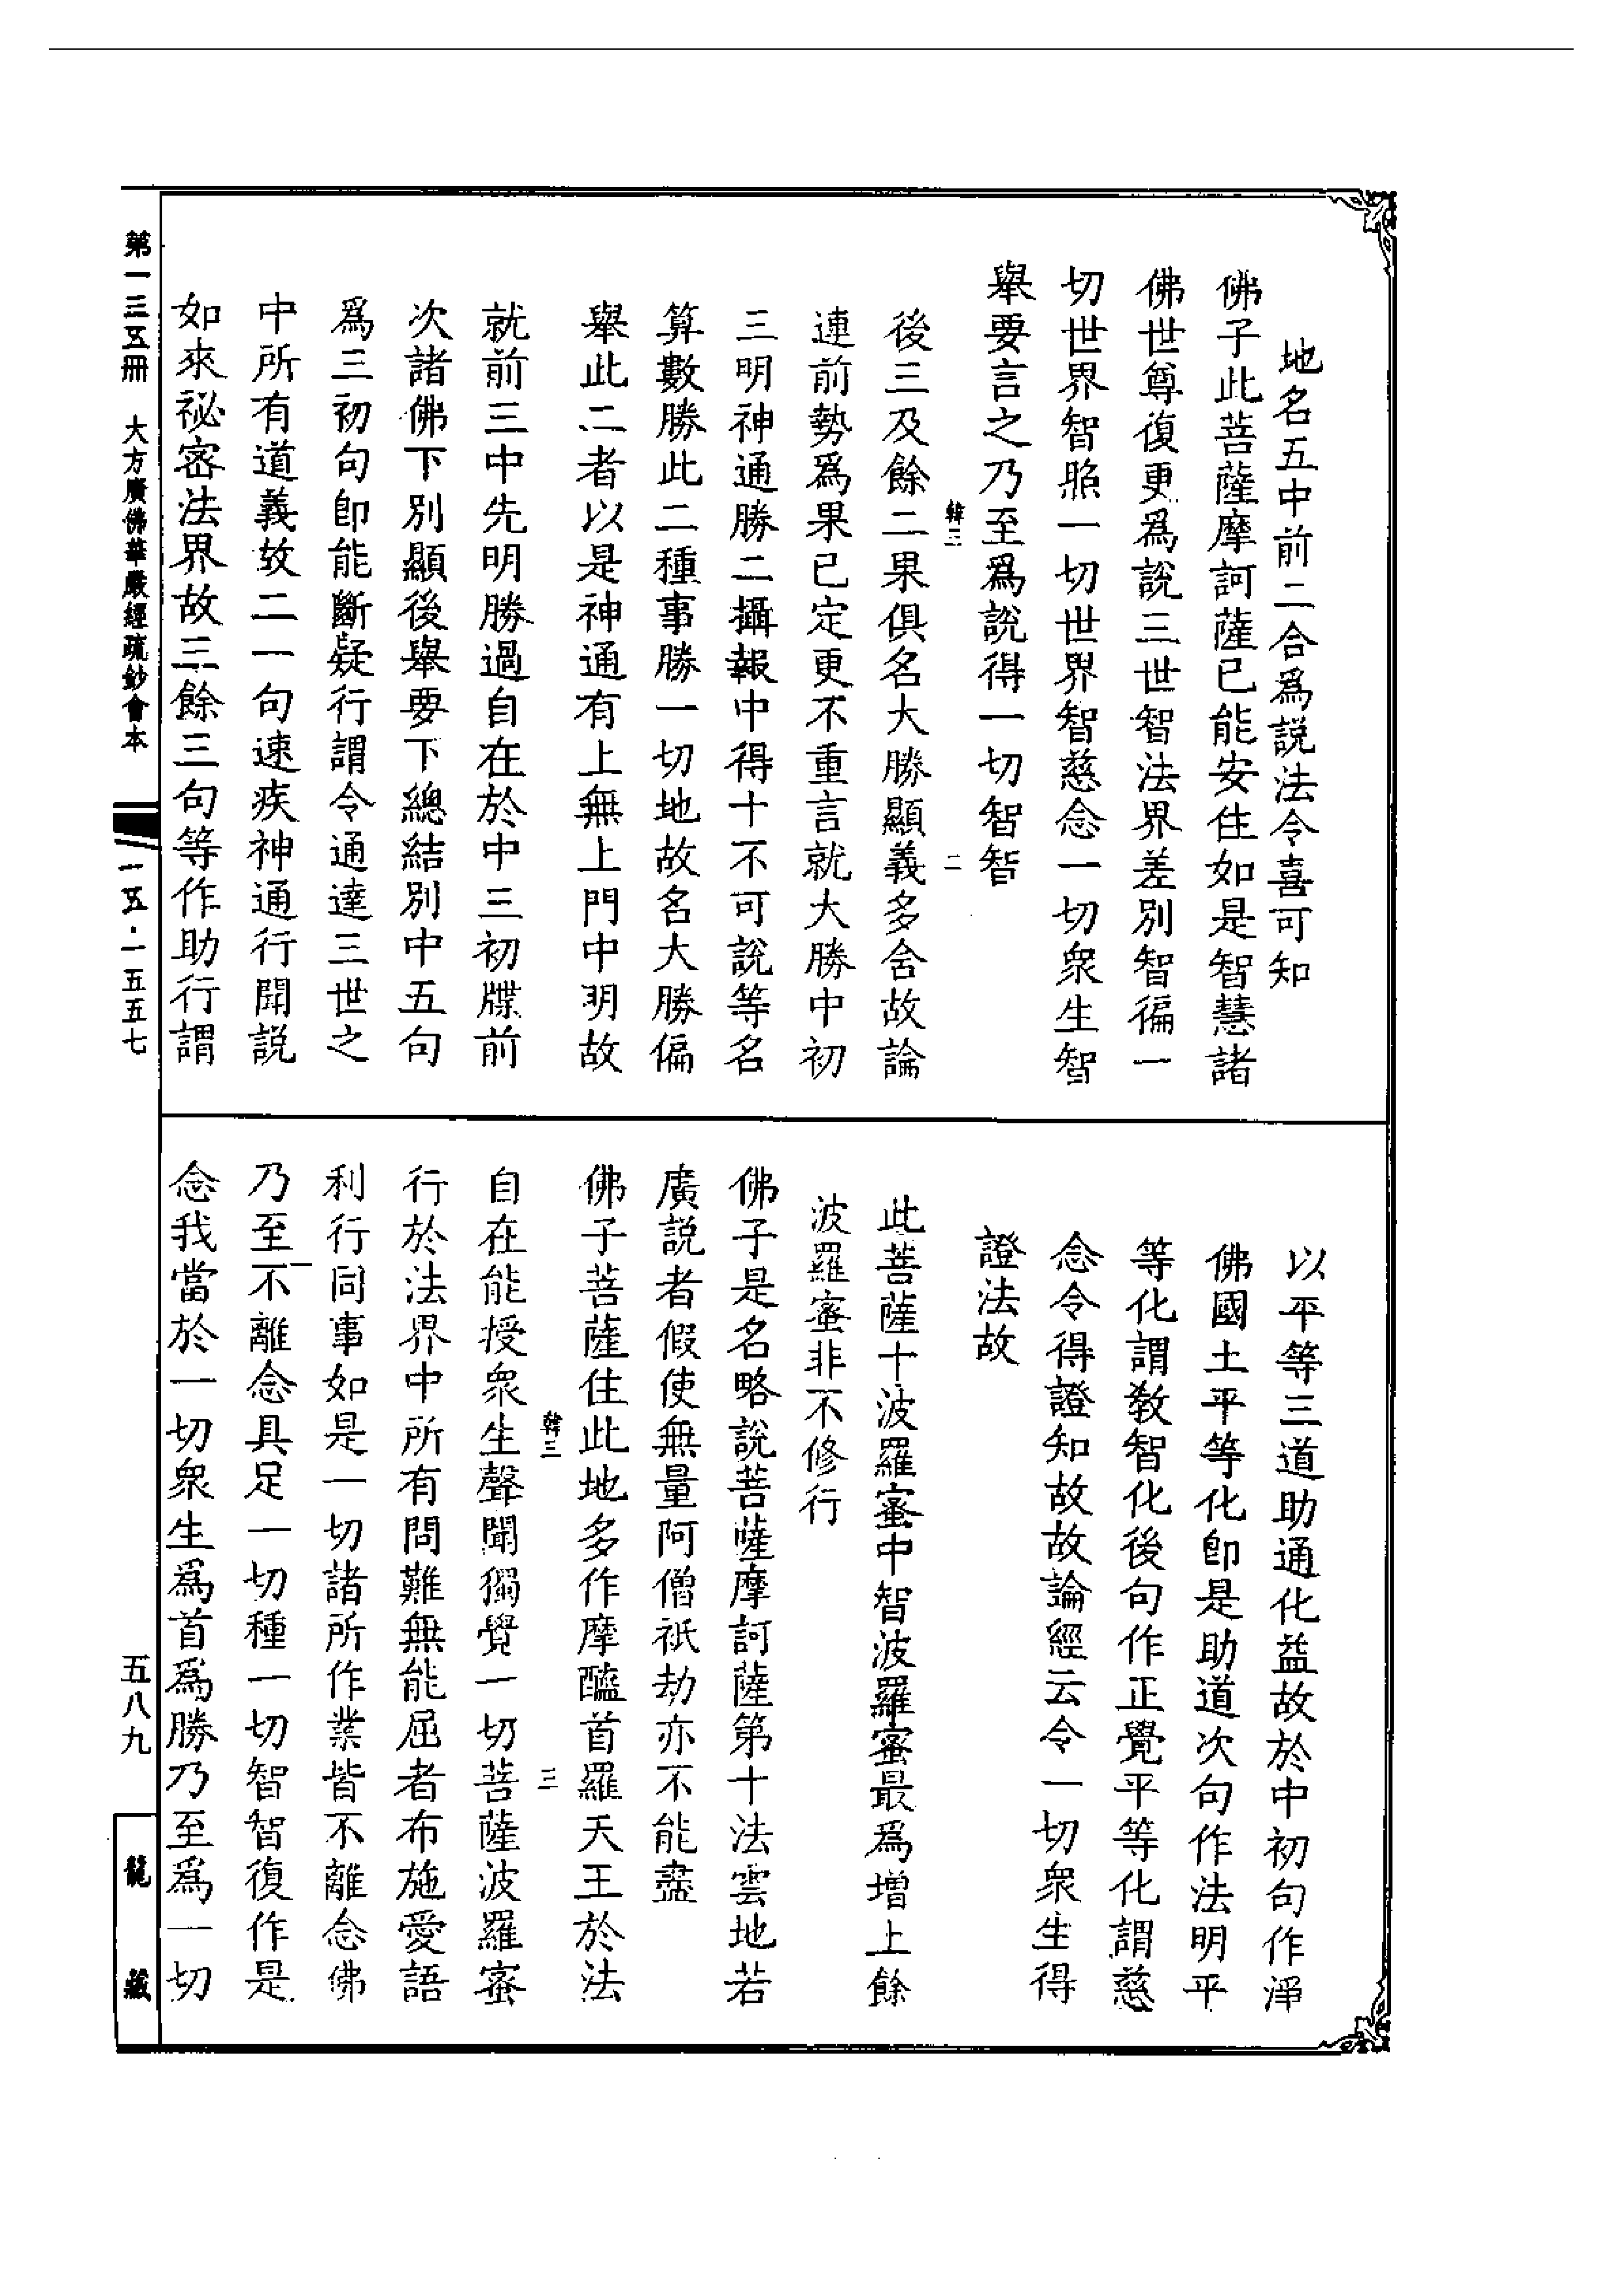 地名五中前二合爲說法令喜可知
佛子此菩薩摩訶薩已能安住如是智慧諸
佛世尊復更爲說三世智法界差別智徧一
切世界智照一切世界智慈念一切衆生智
舉要言之乃至爲說得一切智智
韓三
二
後三及餘二果俱名大勝顯義多含故論
連前勢爲果已定更不重言就大勝中初
三明神通勝二攝報中得十不可說等名
算數勝此二種事勝一切地故名大勝偏
舉此二者以是神通有上無上門中明故
就前三中先明勝過自在於中三初牒前
次諸佛下別顯後舉要下總結別中五句
爲三初句卽能斷疑行謂令通達三世之
中所有道義故二一句速疾神通行聞說
如來祕密法界故三餘三句等作助行謂
以平等三道助通化益故於中初句作淨
佛國土平等化卽是助道次句作法明平
等化謂教智化後句作正覺平等化謂慈
念令得證知故故論經云令一切衆生得
證法故
此菩薩十波羅蜜中智波羅蜜最爲增上餘
波羅蜜非不修行
佛子是名略說菩薩摩訶薩第十法雲地若
廣說者假使無量阿僧祇劫亦不能盡
佛子菩薩住此地多作摩醯首羅天王於法
韓三
三
自在能授衆生聲聞獨覺一切菩薩波羅蜜
行於法界中所有問難無能屈者布施愛語
利行同事如是一切諸所作業皆不離念佛
乃至不離念具足一切種一切智智復作是
念我當於一切衆生爲首爲勝乃至爲一切
第一三五冊 大方廣佛華嚴經疏鈔會本
一五·一五五七
五八九
龍藏